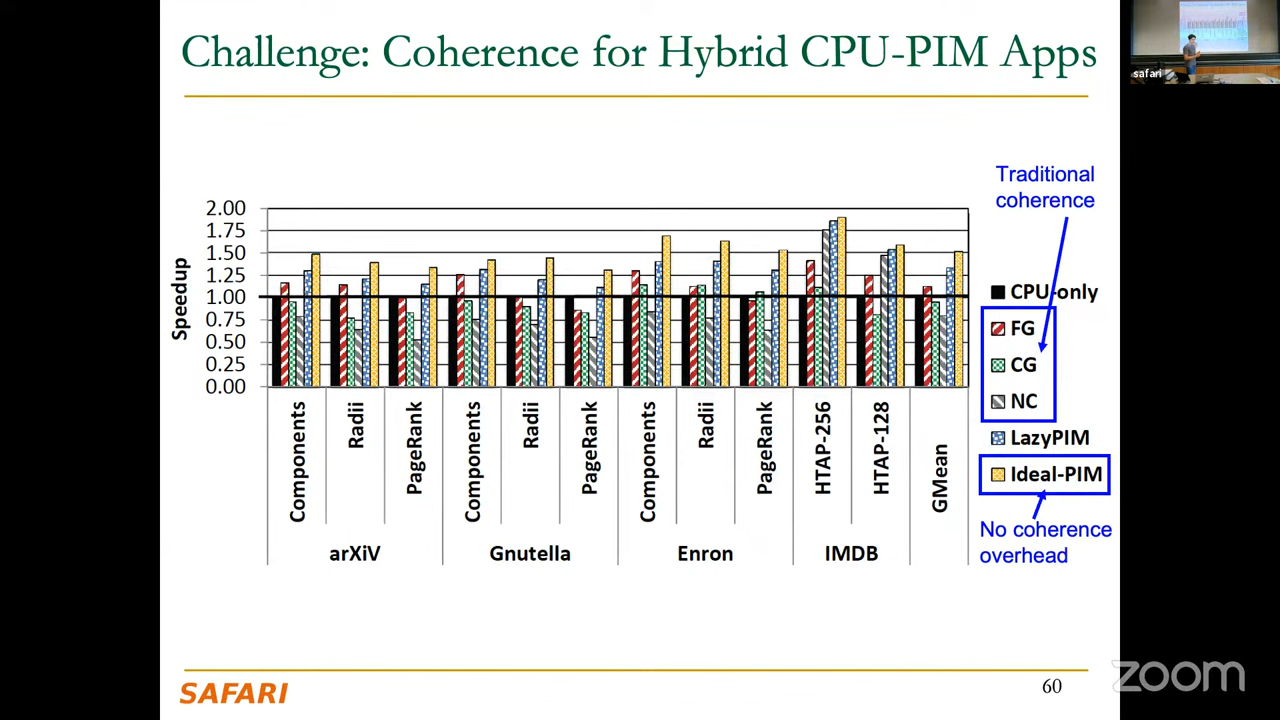 Challenge: Coherence for Hybrid CPU-PIM Apps
safari
Traditional
coherence
Speedup
2.00
1.75
1.50
1.25
1.00
0.75
0.50
0.25
0.00
CPU-only
FG
CG
NC
LazyPIM
Ideal-PIM
No coherence
overhead
Components
Radii
PageRank
Components
Radii
PageRank
Components
Radii
PageRank
HTAP-256
HTAP-128
GMean
arXiV
Gnutella
Enron
IMDB
SAFARI
60
zoom